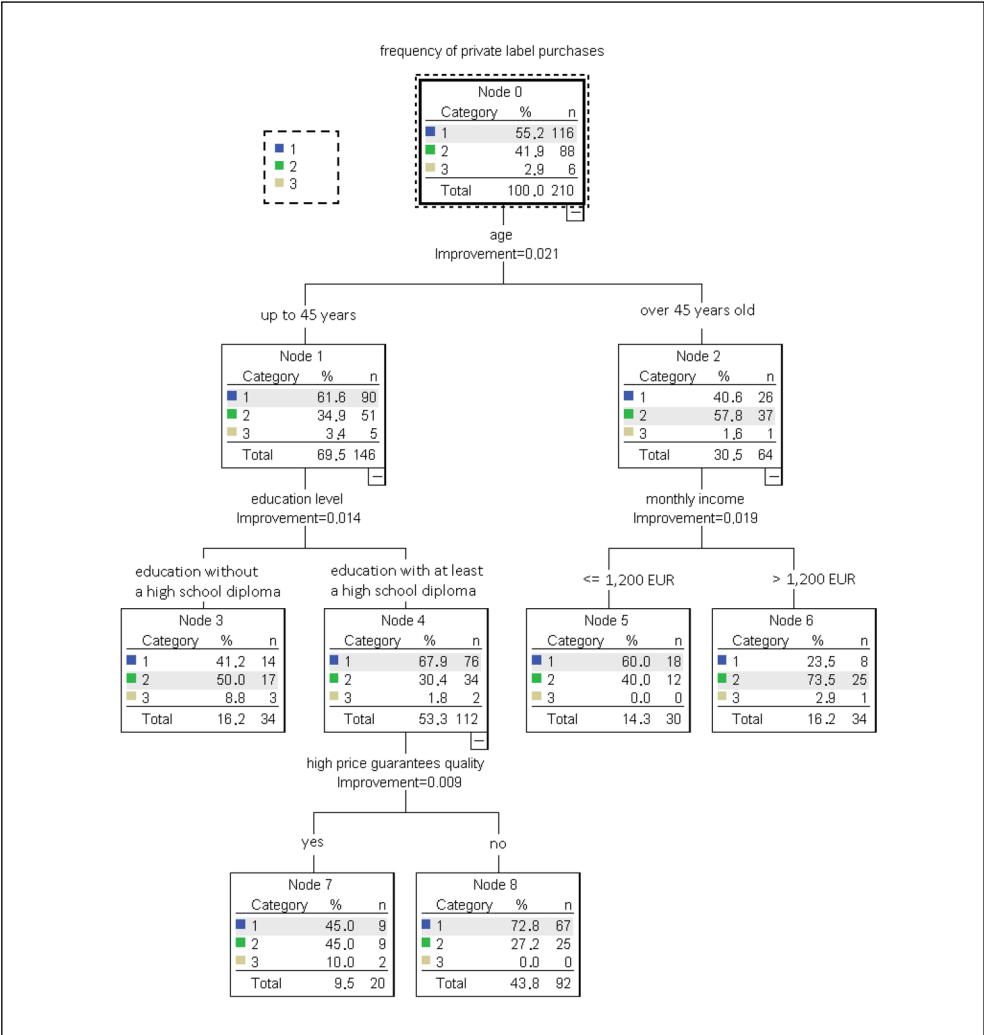 frequency of private label purchases
Node 0
Category % n
1 55.2 116
2 41.9 88
3 2.9 6
Total 100.0 210
1
2
3
age
Improvement=0.021
up to 45 years
over 45 years old
Node 1
Category % n
1 61.6 90
2 34.9 51
3 3.4 5
Total 69.5 146
Node 2
Category % n
1 40.6 26
2 57.8 37
3 1.6 1
Total 30.5 64
education level
Improvement=0.014
monthly income
Improvement=0.019
education without
a high school diploma
education with at least
a high school diploma
<= 1,200 EUR
> 1,200 EUR
Node 3
Category % n
1 41.2 14
2 50.0 17
3 8.8 3
Total 16.2 34
Node 4
Category % n
1 67.9 76
2 30.4 34
3 1.8 2
Total 53.3 112
Node 5
Category % n
1 60.0 18
2 40.0 12
3 0.0 0
Total 14.3 30
Node 6
Category % n
1 23.5 8
2 73.5 25
3 2.9 1
Total 16.2 34
high price guarantees quality
Improvement=0.009
yes
no
Node 7
Category % n
1 45.0 9
2 45.0 9
3 10.0 2
Total 9.5 20
Node 8
Category % n
1 72.8 67
2 27.2 25
3 0.0 0
Total 43.8 92